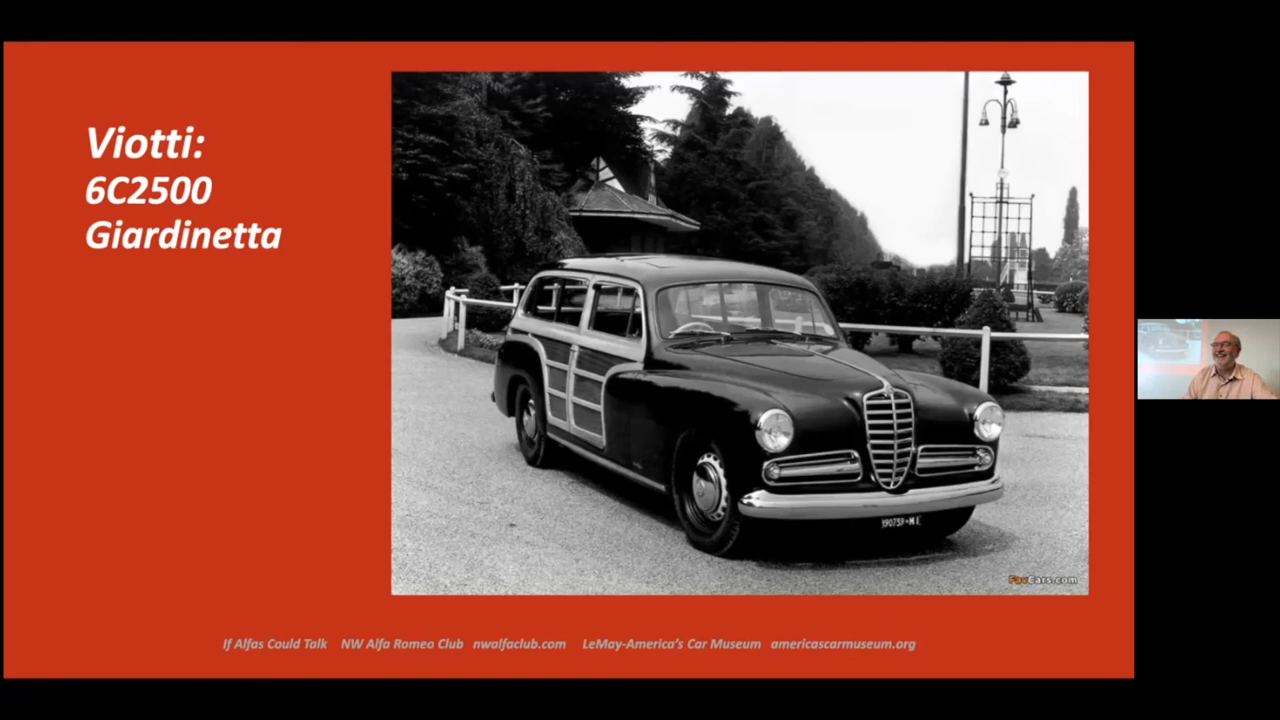 Viotti:
6C2500
Giardinetta
FavCars.com
If Alfas Could Talk NW Alfa Romeo Club nwalfaclub.com LeMay-America's Car Museum americascarmuseum.org